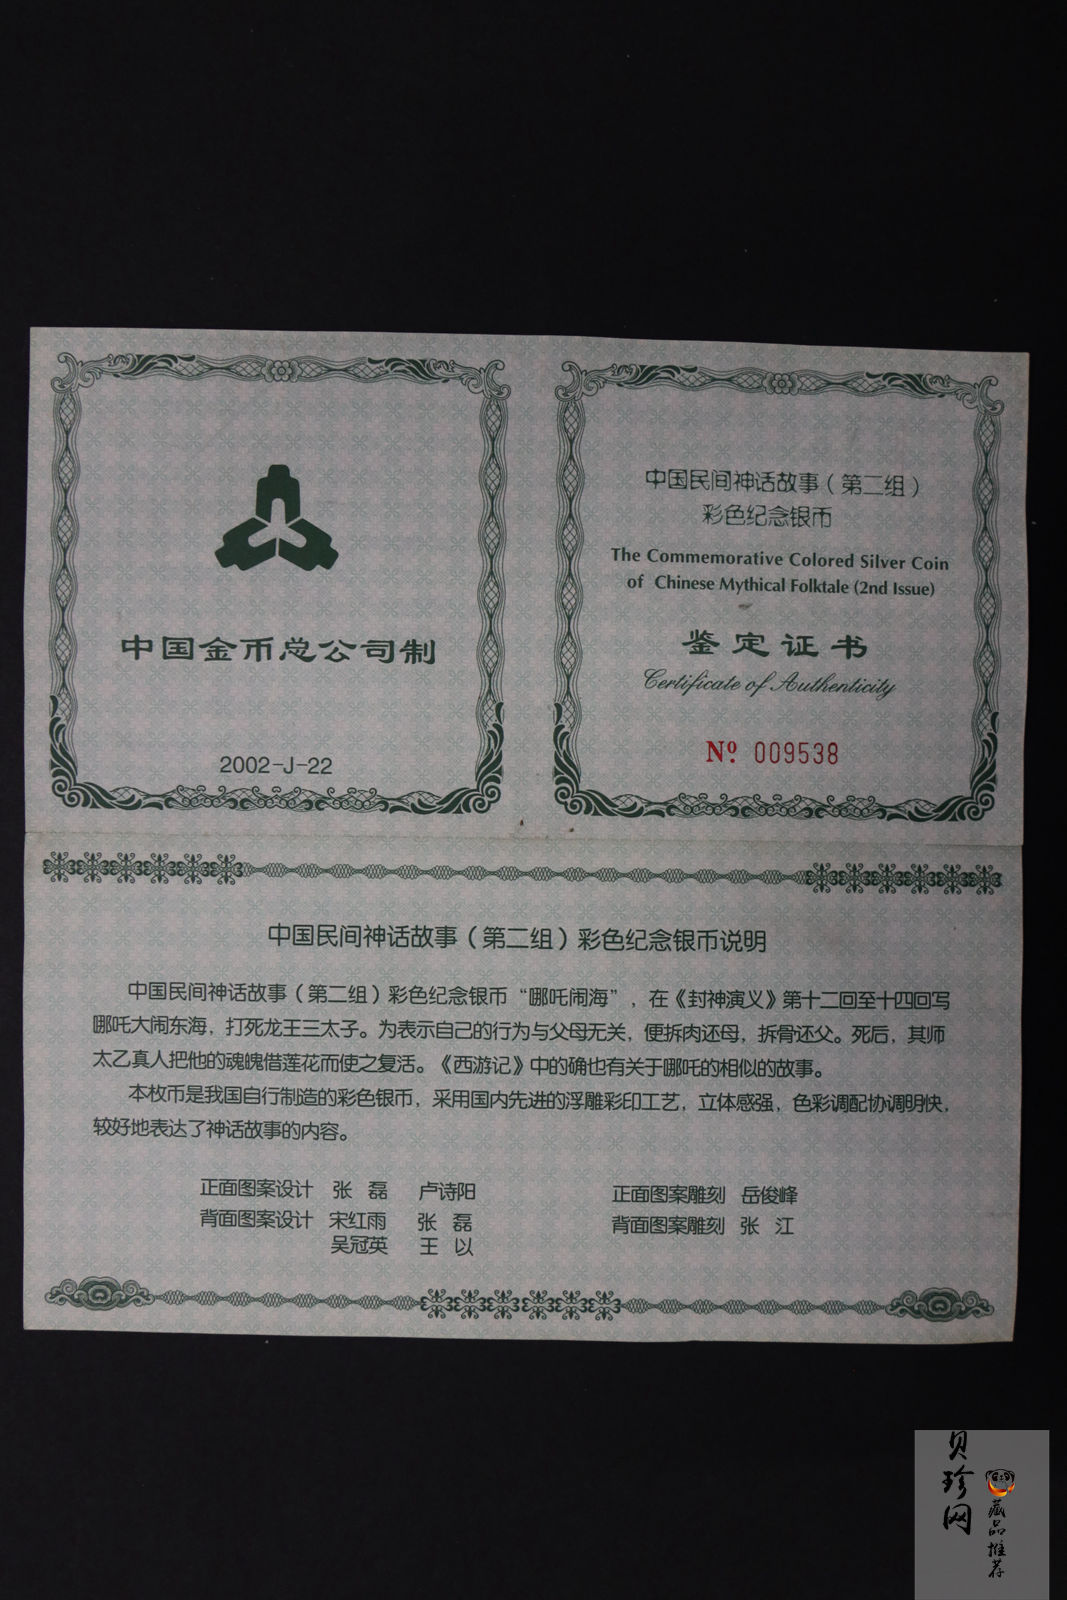 中国金币总公司制
2002-J-22
中国民间神话故事（第二组）
彩色纪念银币
The Commemorative Colored Silver Coin
of Chinese Mythical Folktale (2nd Issue)
鉴定证书
Certificate of Authenticity
Nº. 009538
中国民间神话故事（第二组）彩色纪念银币说明
中国民间神话故事（第二组）彩色纪念银币“哪吒闹海”，在《封神演义》第十二回至十四回写
哪吒大闹东海，打死龙王三太子。为表示自己的行为与父母无关，便拆肉还母，拆骨还父。死后，其师
太乙真人把他的魂魄借莲花而使之复活。《西游记》中的确也有关于哪吒的相似的故事。
本枚币是我国自行制造的彩色银币，采用国内先进的浮雕彩印工艺，立体感强，色彩调配协调明快，
较好地表达了神话故事的内容。
正面图案设计 张 磊 卢诗阳 正面图案雕刻 岳俊峰
背面图案设计 宋红雨 张 磊 背面图案雕刻 张 江
吴冠英 王 以
贝珍网
藏品推荐